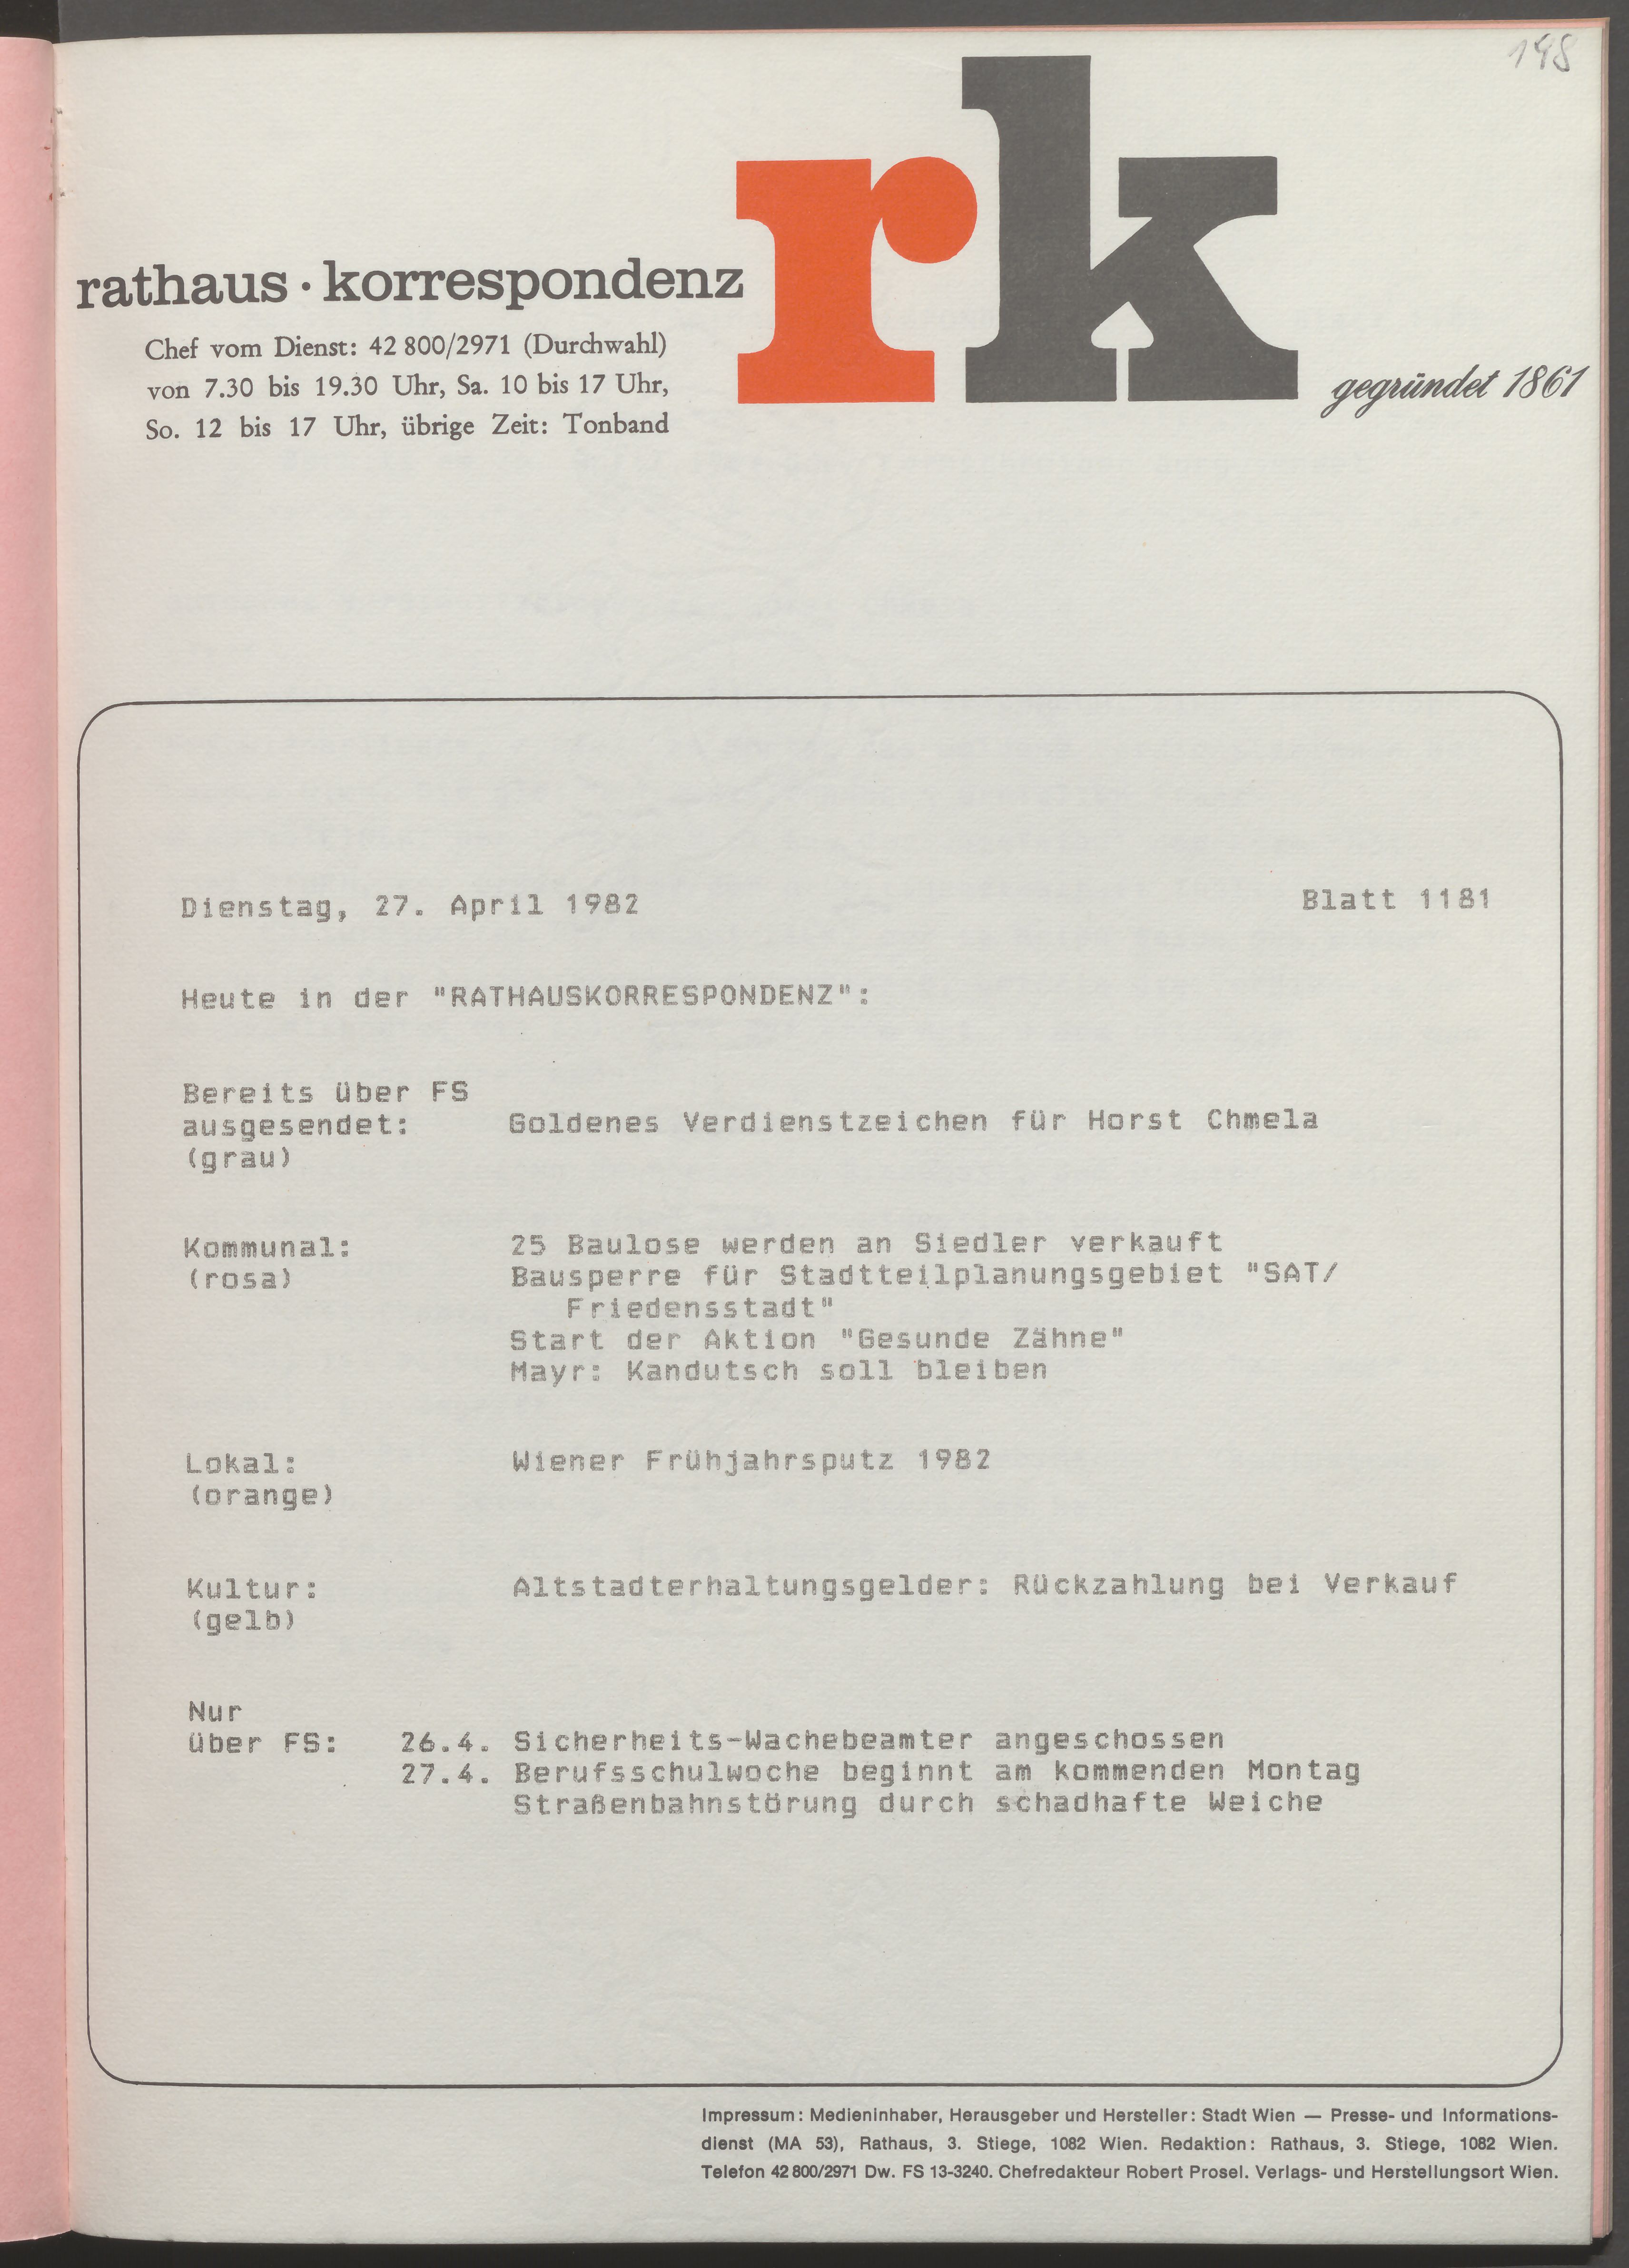 198
rk
rathaus · korrespondenz
Chef vom Dienst: 42 800/2971 (Durchwahl)
von 7.30 bis 19.30 Uhr, Sa. 10 bis 17 Uhr,
So. 12 bis 17 Uhr, übrige Zeit: Tonband
gegründet 1861
Dienstag, 27. April 1982 Blatt 1181
Heute in der "RATHAUSKORRESPONDENZ":
Bereits über FS
ausgesendet: Goldenes Verdienstzeichen für Horst Chmela
(grau)
Kommunal: 25 Baulose werden an Siedler verkauft
(rosa) Bausperre für Stadtteilplanungsgebiet "SAT/
Friedensstadt"
Start der Aktion "Gesunde Zähne"
Mayr: Kandutsch soll bleiben
Lokal: Wiener Frühjahrsputz 1982
(orange)
Kultur: Altstadterhaltungsgelder: Rückzahlung bei Verkauf
(gelb)
Nur
über FS: 26.4. Sicherheits-Wachebeamter angeschossen
27.4. Berufsschulwoche beginnt am kommenden Montag
Straßenbahnstörung durch schadhafte Weiche
Impressum: Medieninhaber, Herausgeber und Hersteller: Stadt Wien — Presse- und Informations-
dienst (MA 53), Rathaus, 3. Stiege, 1082 Wien. Redaktion: Rathaus, 3. Stiege, 1082 Wien.
Telefon 42 800/2971 Dw. FS 13-3240. Chefredakteur Robert Prosel. Verlags- und Herstellungsort Wien.